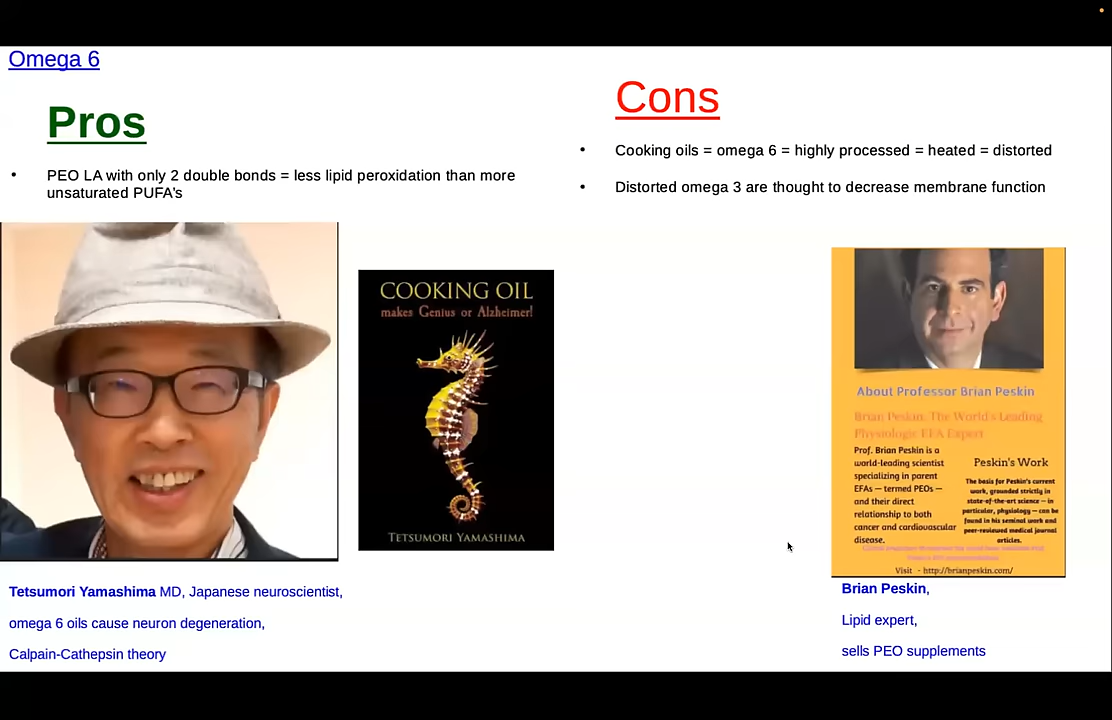 Omega 6
Pros
• PEO LA with only 2 double bonds = less lipid peroxidation than more
unsaturated PUFA's
Cons
• Cooking oils = omega 6 = highly processed = heated = distorted
• Distorted omega 3 are thought to decrease membrane function
COOKING OIL
makes Genius or Alzheimer!
TETSUMORI YAMASHIMA
Tetsumori Yamashima MD, Japanese neuroscientist,
omega 6 oils cause neuron degeneration,
Calpain-Cathepsin theory
About Professor Brian Peskin
Brian Peskin, The World's Leading
Physiologic EFA Expert
Prof. Brian Peskin is a
world-leading scientist
specializing in parent
EFAs — termed PEOs —
and their direct
relationship to both
cancer and cardiovascular
disease.
Peskin's Work
The basis for Peskin's current
work, grounded strictly in
state-of-the-art science — in
particular, physiology — can be
found in his seminal work and
peer-reviewed medical journal
articles.
Visit - http://brianpeskin.com/
Brian Peskin,
Lipid expert,
sells PEO supplements